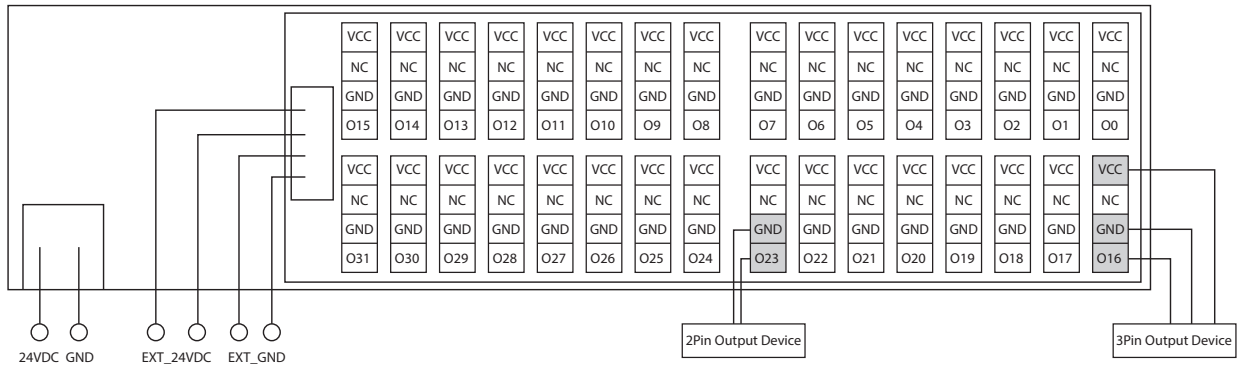 VCC VCC VCC VCC VCC VCC VCC VCC VCC VCC VCC VCC VCC VCC VCC VCC
NC NC NC NC NC NC NC NC NC NC NC NC NC NC NC NC
GND GND GND GND GND GND GND GND GND GND GND GND GND GND GND GND
O15 O14 O13 O12 O11 O10 O9 O8 O7 O6 O5 O4 O3 O2 O1 O0
VCC VCC VCC VCC VCC VCC VCC VCC VCC VCC VCC VCC VCC VCC VCC VCC
NC NC NC NC NC NC NC NC NC NC NC NC NC NC NC NC
GND GND GND GND GND GND GND GND GND GND GND GND GND GND GND GND
O31 O30 O29 O28 O27 O26 O25 O24 O23 O22 O21 O20 O19 O18 O17 O16
24VDC GND EXT_24VDC EXT_GND 2Pin Output Device 3Pin Output Device